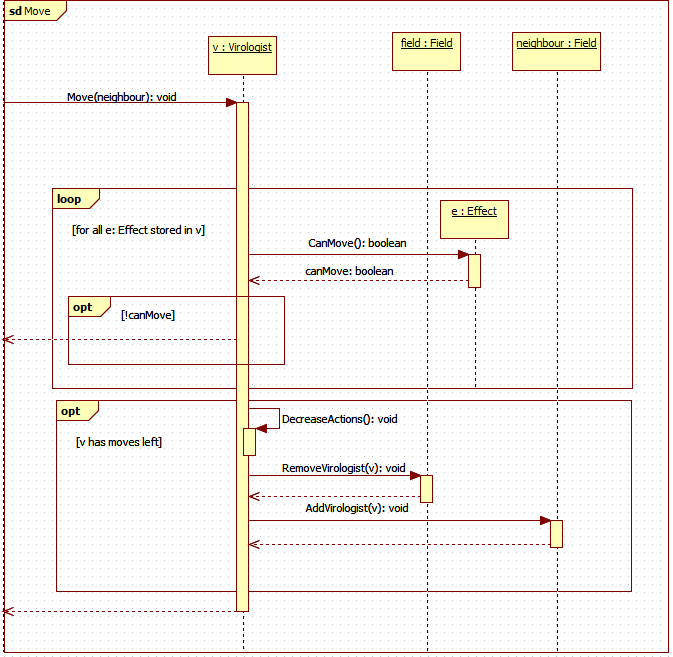 sd Move
v : Virologist
field : Field
neighbour : Field
Move(neighbour): void
loop
[for all e: Effect stored in v]
e : Effect
CanMove(): boolean
canMove: boolean
opt
[!canMove]
opt
DecreaseActions(): void
[v has moves left]
RemoveVirologist(v): void
AddVirologist(v): void